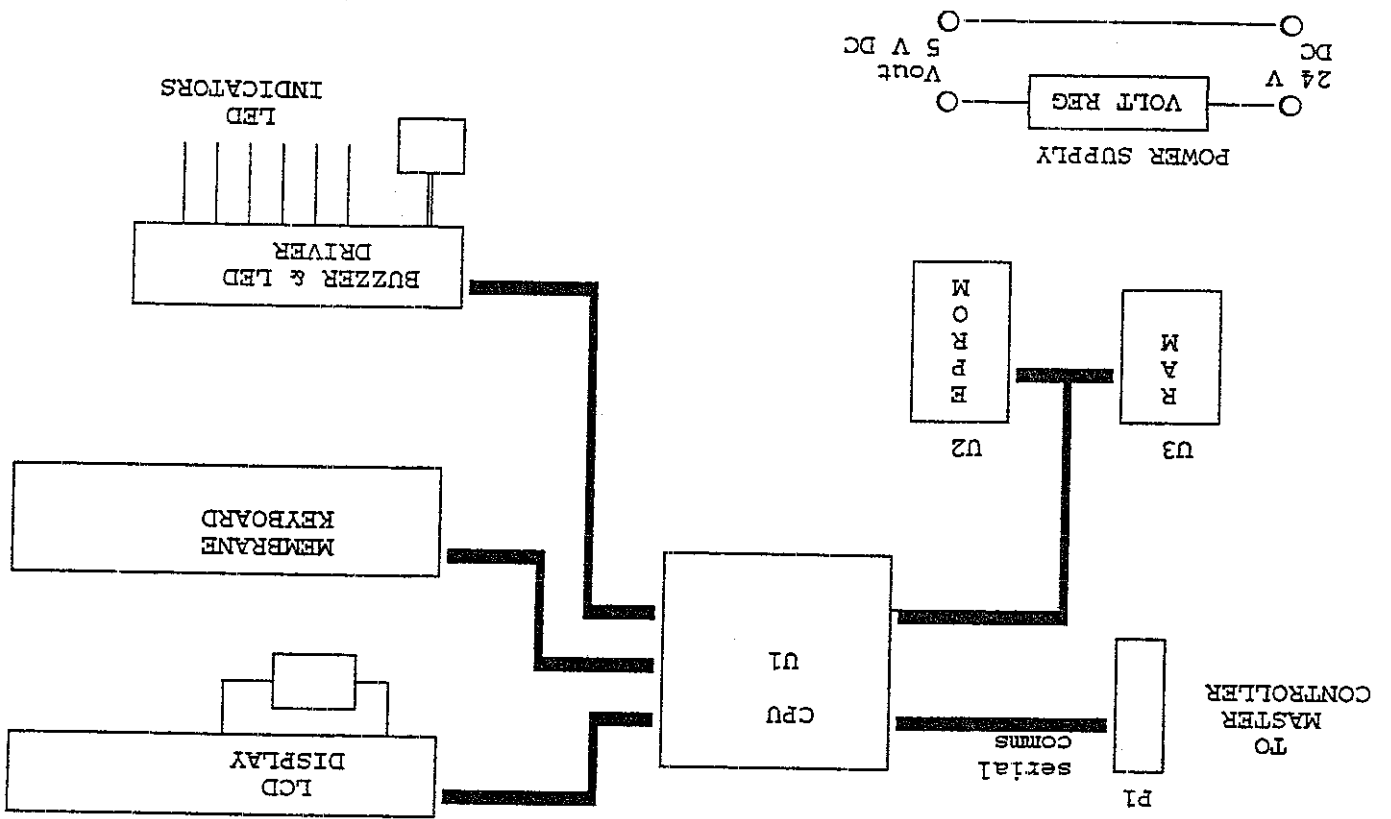 P1
TO
MASTER
CONTROLLER
serial
comms
CPU
U1
LCD
DISPLAY
MEMBRANE
KEYBOARD
U3
RAM
U2
EPROM
BUZZER & LED
DRIVER
LED
INDICATORS
POWER SUPPLY
24 V
DC
VOLT REG
Vout
5 V DC